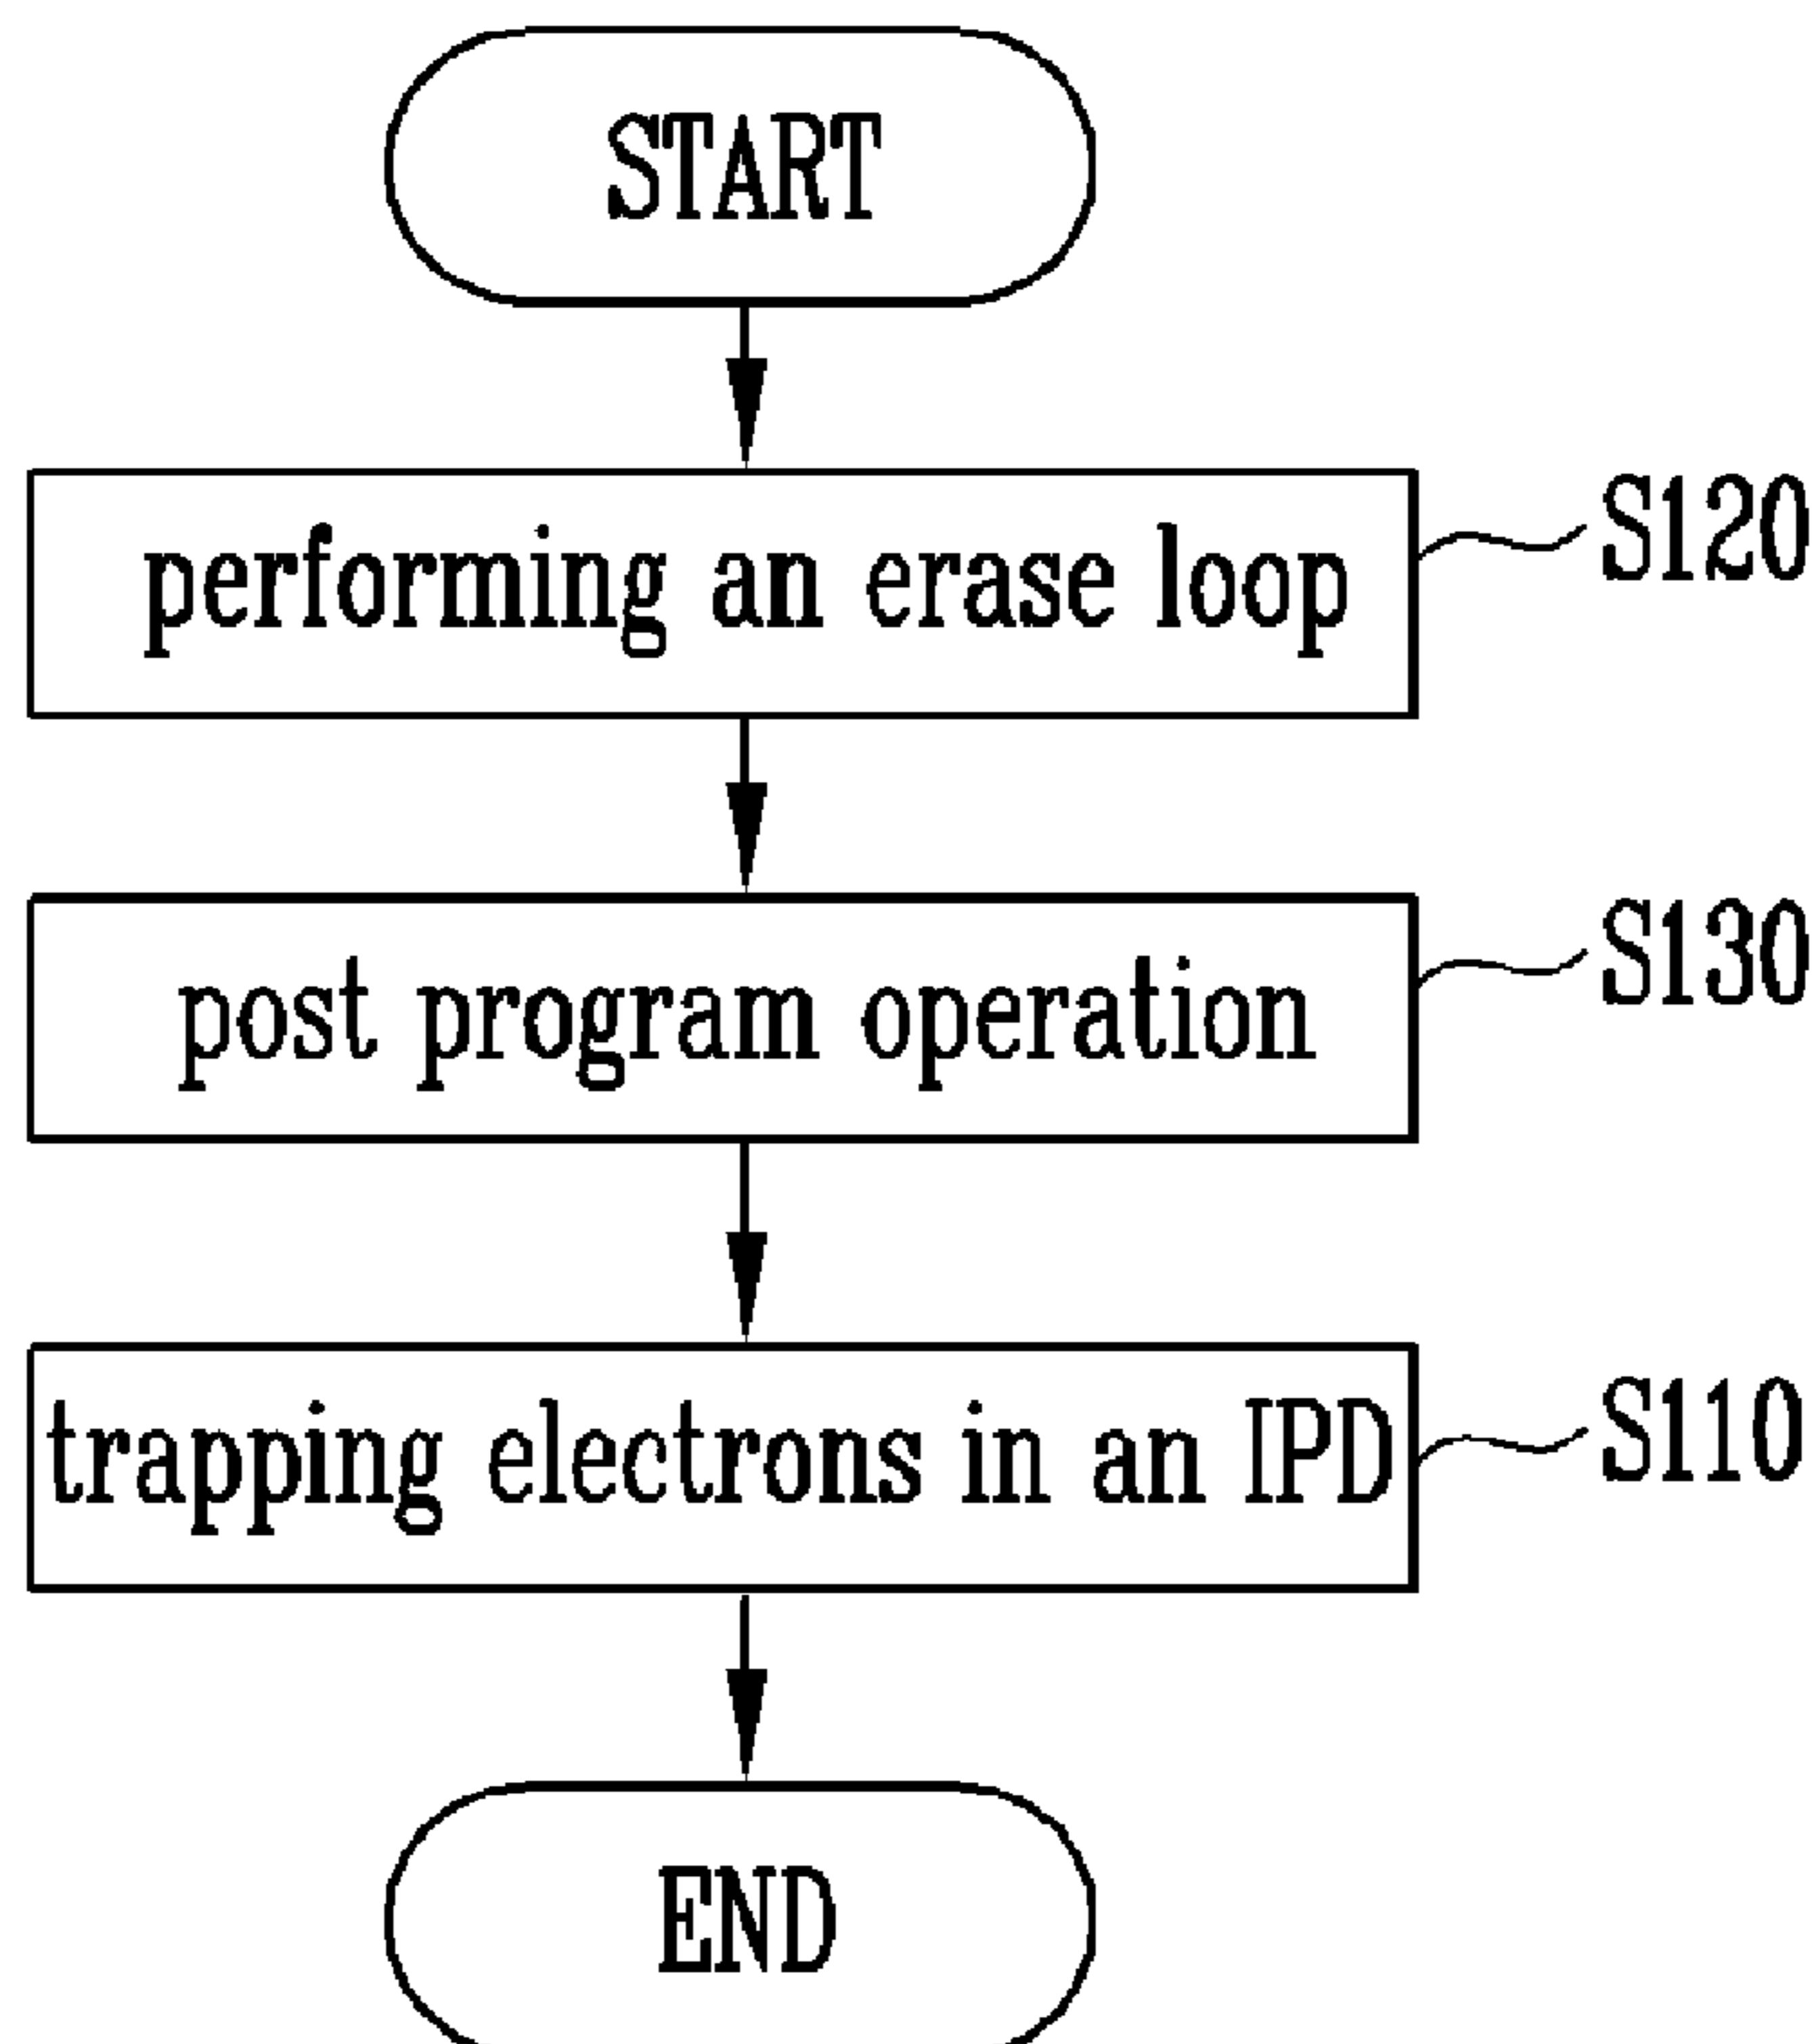 START
performing an erase loop
S120
post program operation
S130
trapping electrons in an IPD
S110
END